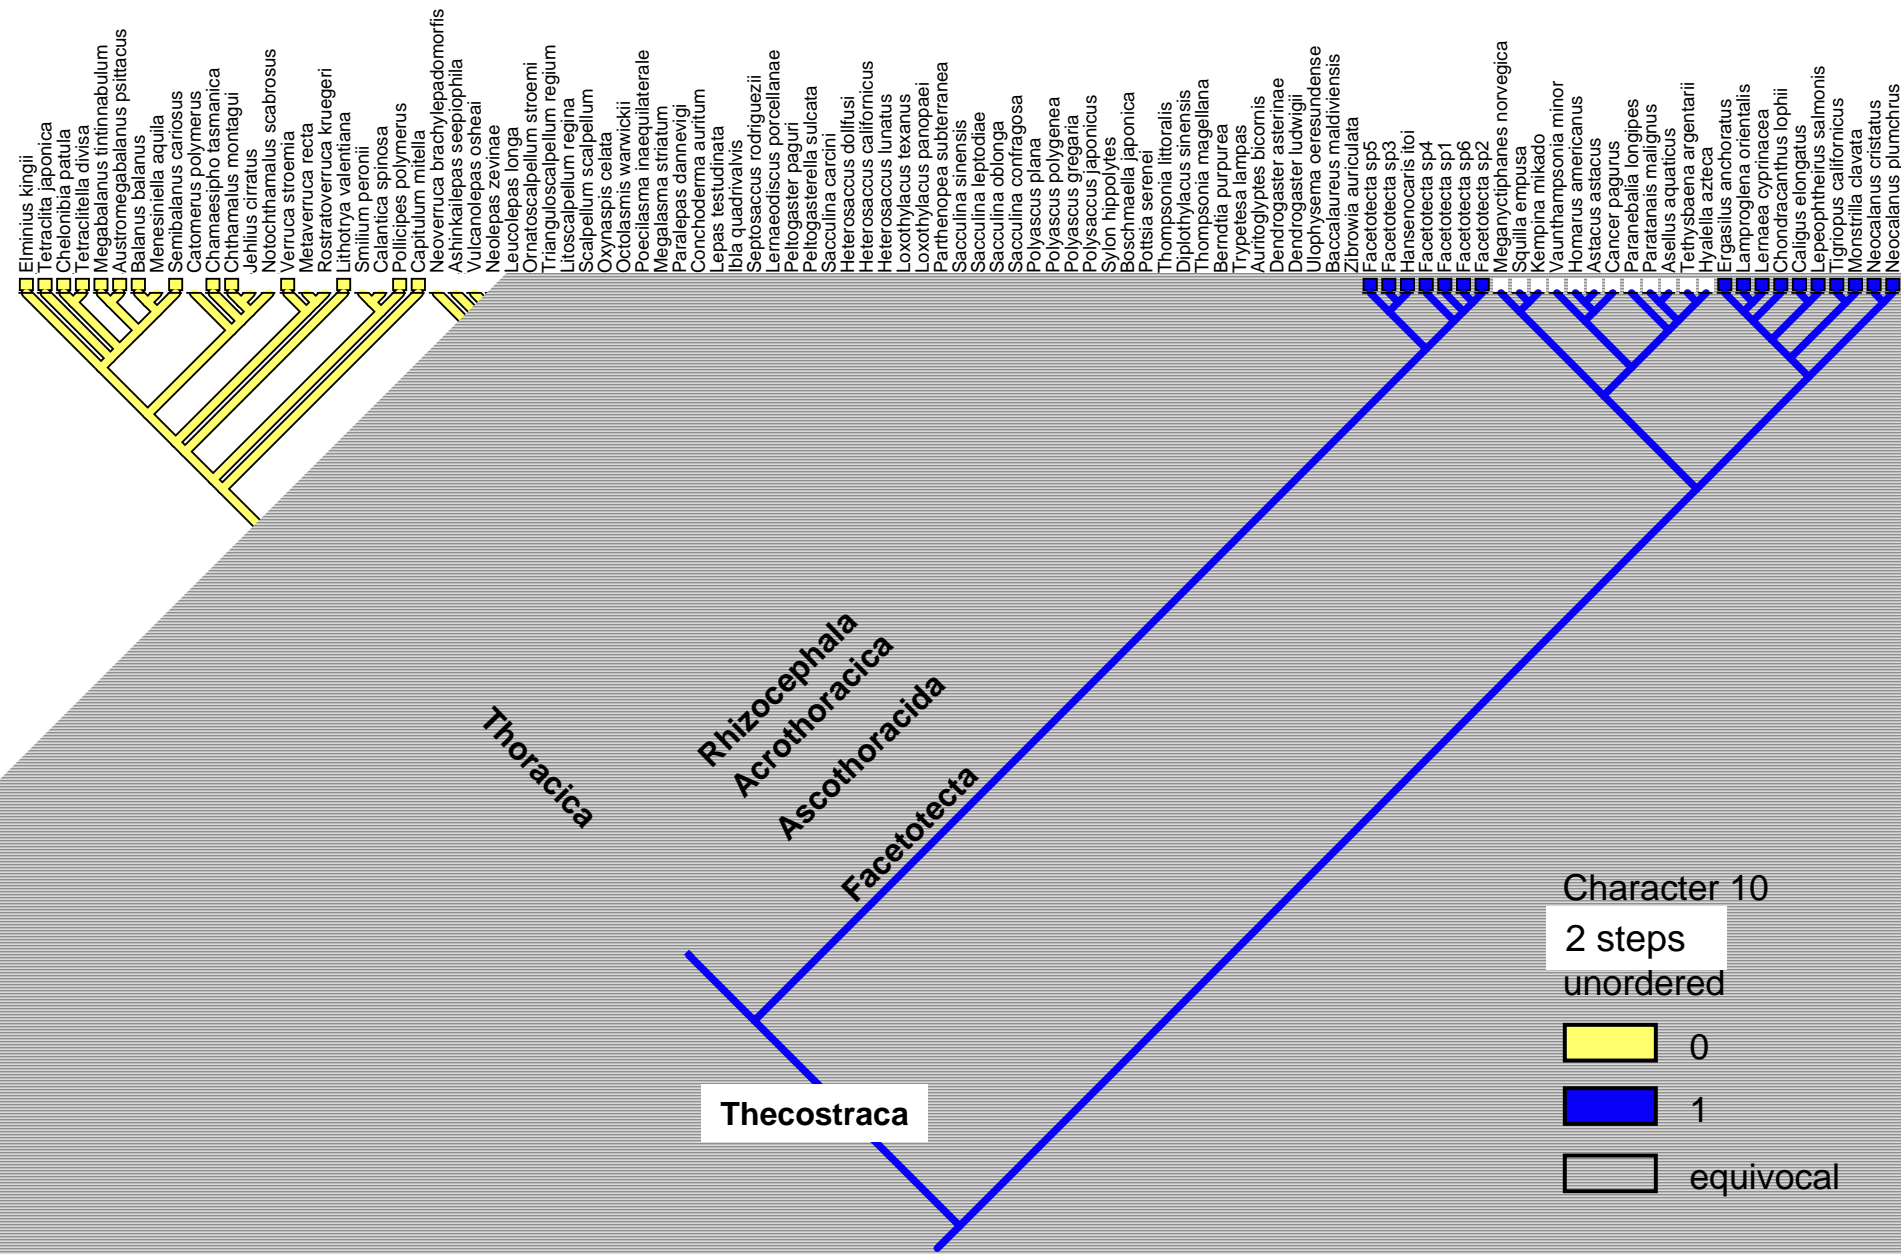 Elminius kingii
Tetraclita japonica
Chelonibia patula
Tetraclitella divisa
Megabalanus tintinnabulum
Austromegabalanus psittacus
Balanus balanus
Menesiniella aquila
Semibalanus cariosus
Catomerus polymerus
Chamaesipho tasmanica
Chthamalus montagui
Jehlius cirratus
Notochthamalus scabrosus
Verruca stroemia
Metaverruca recta
Rostratoverruca kruegeri
Lithotrya valentiana
Smilium peronii
Calantica spinosa
Pollicipes polymerus
Capitulum mitella
Neoverruca brachylepadomorfis
Ashinkailepas seepiophila
Vulcanolepas osheai
Neolepas zevinae
Leucolepas longa
Ornatoscalpellum stroemi
Trianguloscalpellum regium
Litoscalpellum regina
Scalpellum scalpellum
Oxynaspis celata
Octolasmis warwickii
Poecilasma inaequilaterale
Megalasma striatum
Paralepas dannevigi
Conchoderma auritum
Lepas testudinata
Ibla quadrivalvis
Septosaccus rodriguezii
Lernaeodiscus porcellanae
Peltogaster paguri
Peltogasterella sulcata
Sacculina carcini
Heterosaccus dollfusi
Heterosaccus californicus
Heterosaccus lunatus
Loxothylacus texanus
Loxothylacus panopaei
Parthenopea subterranea
Sacculina sinensis
Sacculina leptodiae
Sacculina oblonga
Sacculina confragosa
Polyascus plana
Polyascus polygenea
Polyascus gregaria
Polysaccus japonicus
Sylon hippolytes
Boschmaella japonica
Pottsia serenei
Thompsonia littoralis
Diplothylacus sinensis
Thompsonia magellana
Berndtia purpurea
Trypetesa lampas
Auritoglyptes bicornis
Dendrogaster asterinae
Dendrogaster ludwigii
Ulophysema oeresundense
Baccalaureus maldiviensis
Zibrowia auriculata
Facetotecta sp5
Facetotecta sp3
Hansenocaris itoi
Facetotecta sp4
Facetotecta sp1
Facetotecta sp6
Facetotecta sp2
Meganyctiphanes norvegica
Squilla empusa
Kempina mikado
Vaunthampsonia minor
Homarus americanus
Astacus astacus
Cancer pagurus
Paranebalia longipes
Paratanais malignus
Asellus aquaticus
Tethysbaena argentarii
Hyalella azteca
Ergasilus anchoratus
Lamproglena orientalis
Lernaea cyprinacea
Chondracanthus lophii
Caligus elongatus
Lepeophtheirus salmonis
Tigriopus californicus
Monstrilla clavata
Neocalanus cristatus
Neocalanus plumchrus
Thoracica
Rhizocephala
Acrothoracica
Ascothoracida
Facetotecta
Thecostraca
Character 10
2 steps
unordered
0
1
equivocal